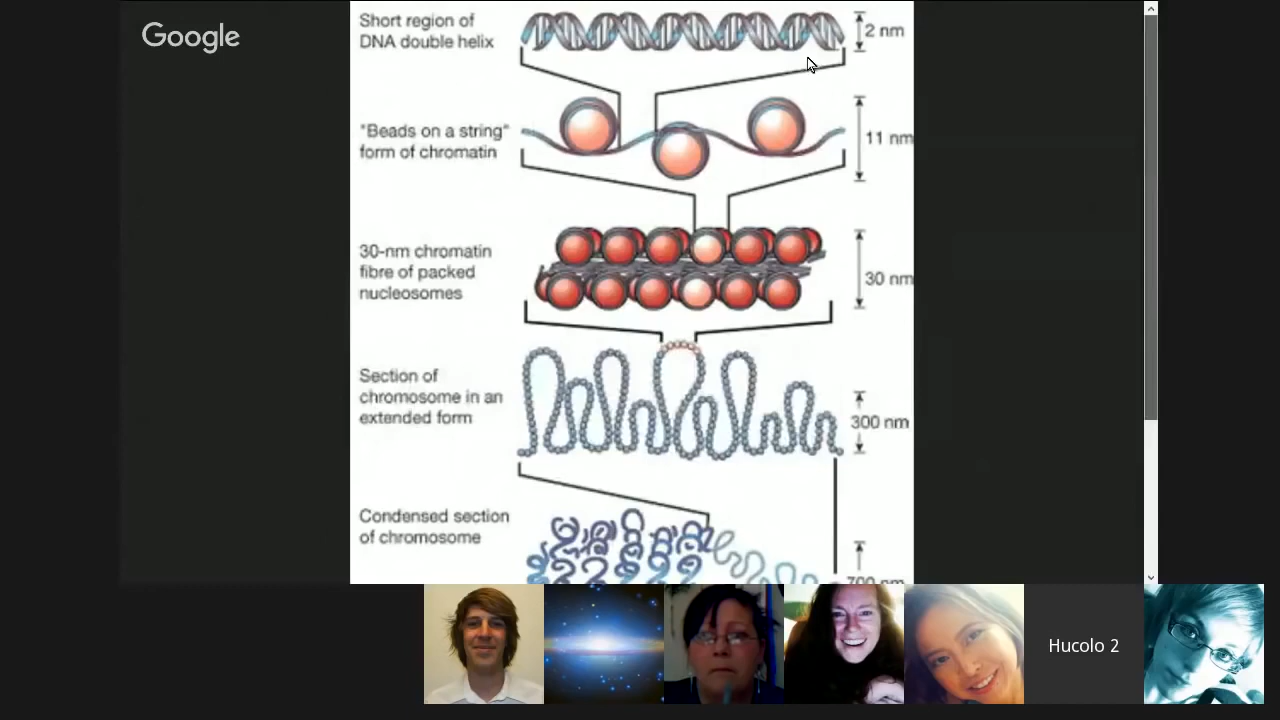 Google
Short region of
DNA double helix
2 nm
"Beads on a string"
form of chromatin
11 nm
30-nm chromatin
fibre of packed
nucleosomes
30 nm
Section of
chromosome in an
extended form
300 nm
Condensed section
of chromosome
700 nm
Hucolo 2